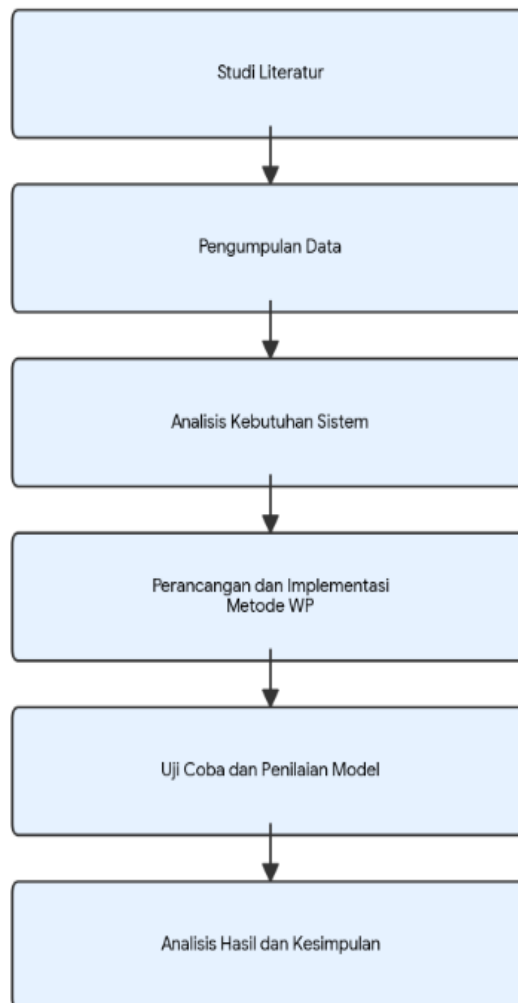 Studi Literatur
Pengumpulan Data
Analisis Kebutuhan Sistem
Perancangan dan Implementasi
Metode WP
Uji Coba dan Penilaian Model
Analisis Hasil dan Kesimpulan